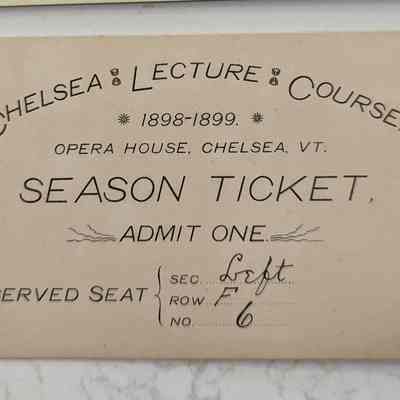 CHELSEA LECTURE COURSE
1898-1899.
OPERA HOUSE, CHELSEA, VT.
SEASON TICKET,
ADMIT ONE.
SERVED SEAT
SEC. Left
ROW F
NO. 6